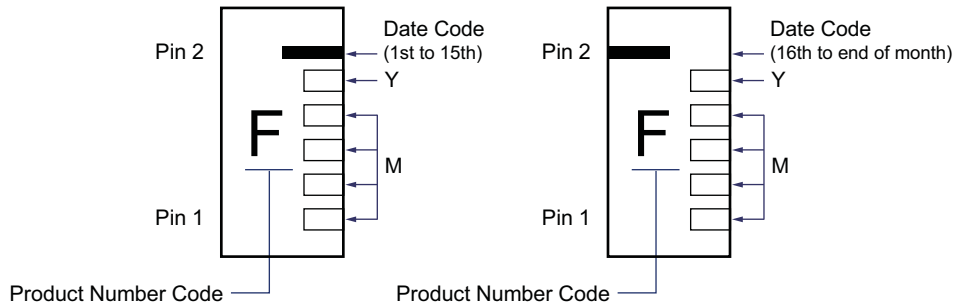 Pin 2
Date Code
(1st to 15th)
Y
F
M
Pin 1
Product Number Code
Pin 2
Date Code
(16th to end of month)
Y
F
M
Pin 1
Product Number Code